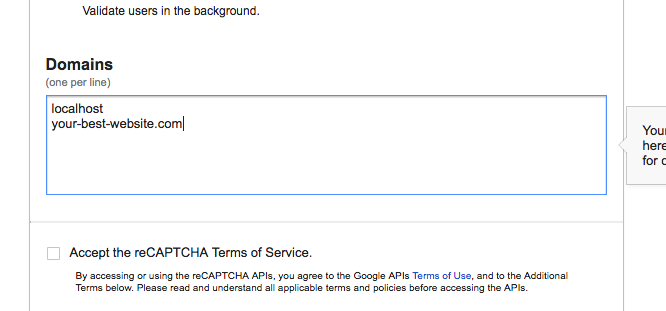 Validate users in the background.
Domains
(one per line)
localhost
your-best-website.com
here
for
Accept the reCAPTCHA Terms of Service.
By accessing or using the reCAPTCHA APIs, you agree to the Google APIs Terms of Use, and to the Additional
Terms below. Please read and understand all applicable terms and policies before accessing the APIs.